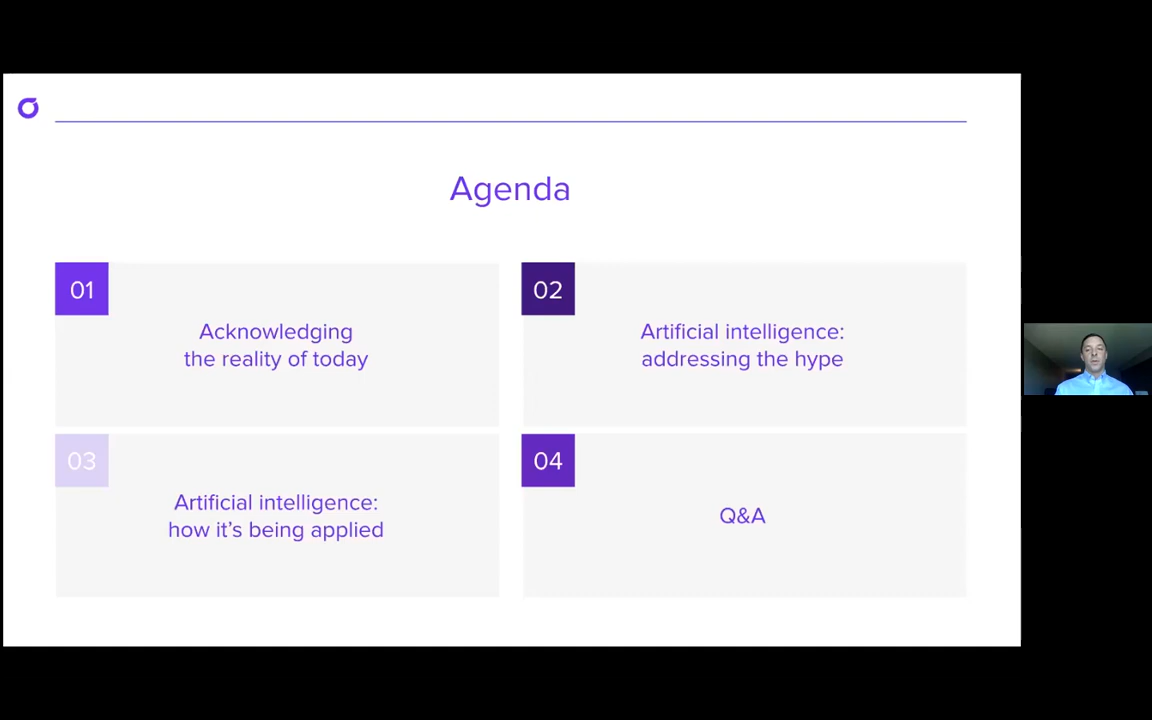 Agenda
01
Acknowledging
the reality of today
02
Artificial intelligence:
addressing the hype
03
Artificial intelligence:
how it’s being applied
04
Q&A